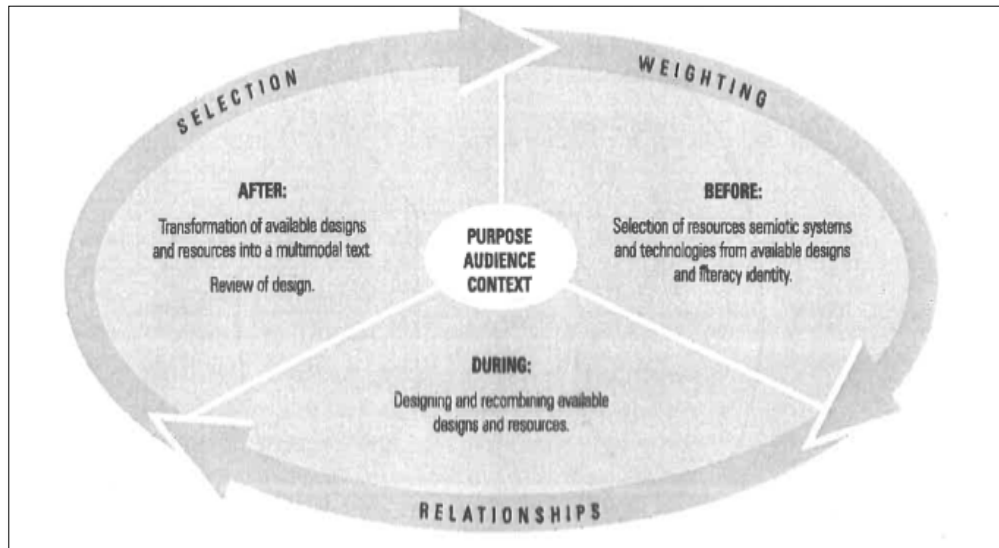 SELECTION
WEIGHTING
AFTER:
Transformation of available designs
and resources into a multimodal text.
Review of design.
PURPOSE
AUDIENCE
CONTEXT
BEFORE:
Selection of resources semiotic systems
and technologies from available designs
and literacy identity.
DURING:
Designing and recombining available
designs and resources.
RELATIONSHIPS